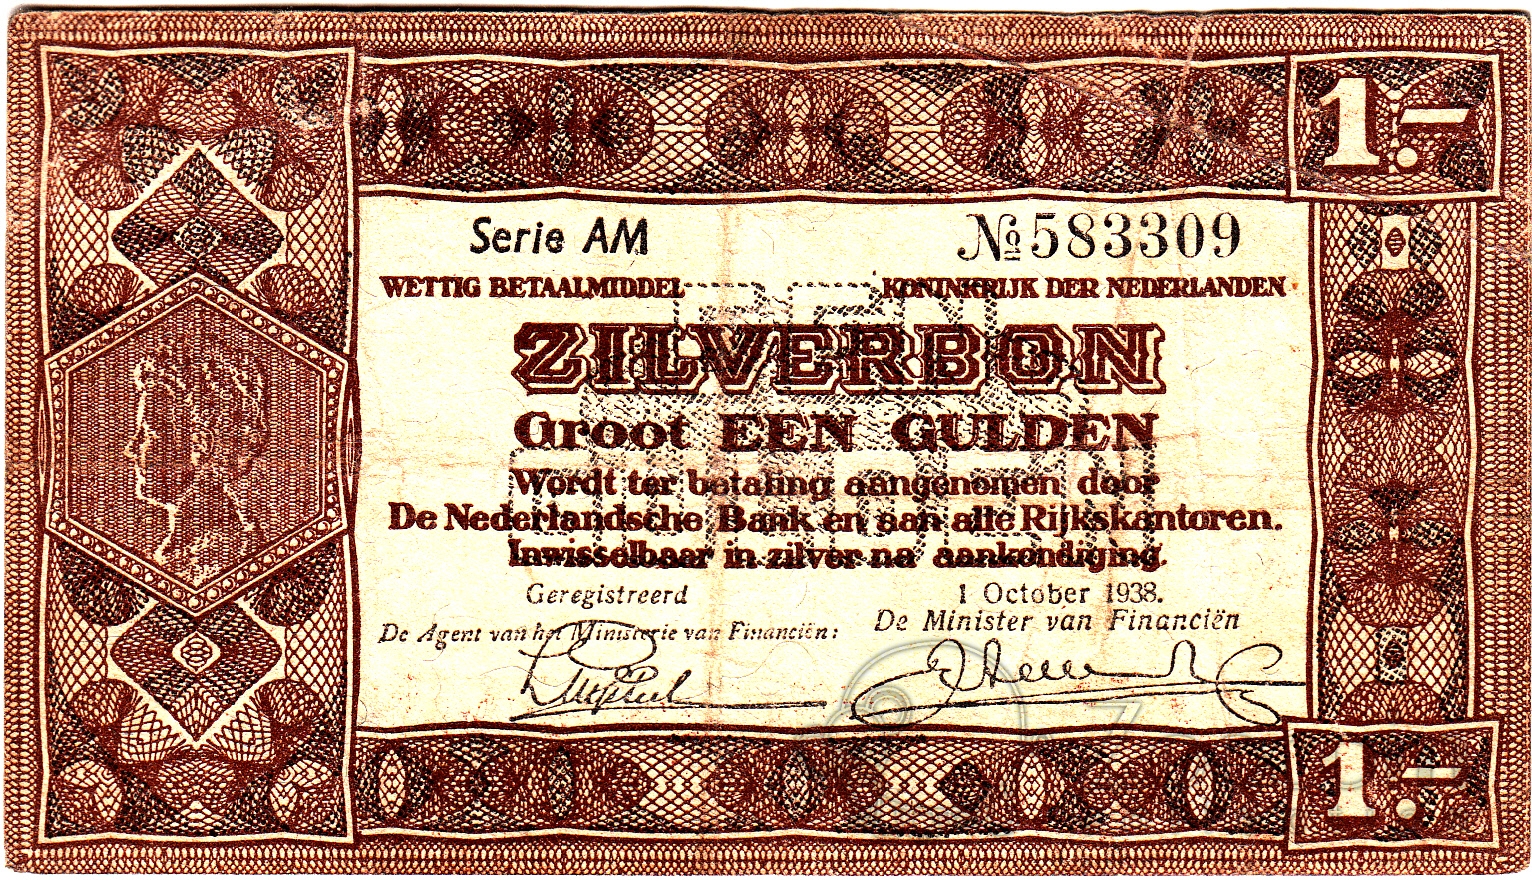 1.–
Serie AM
№ 583309
WETTIG BETAALMIDDEL
KONINKRIJK DER NEDERLANDEN
ZILVERBON
Groot EEN GULDEN
Wordt ter betaling aangenomen door
De Nederlandsche Bank en aan alle Rijkskantoren.
Inwisselbaar in zilver na aankondiging.
Geregistreerd
1 October 1938.
De Agent van het Ministerie van Financiën:
De Minister van Financiën
1.–